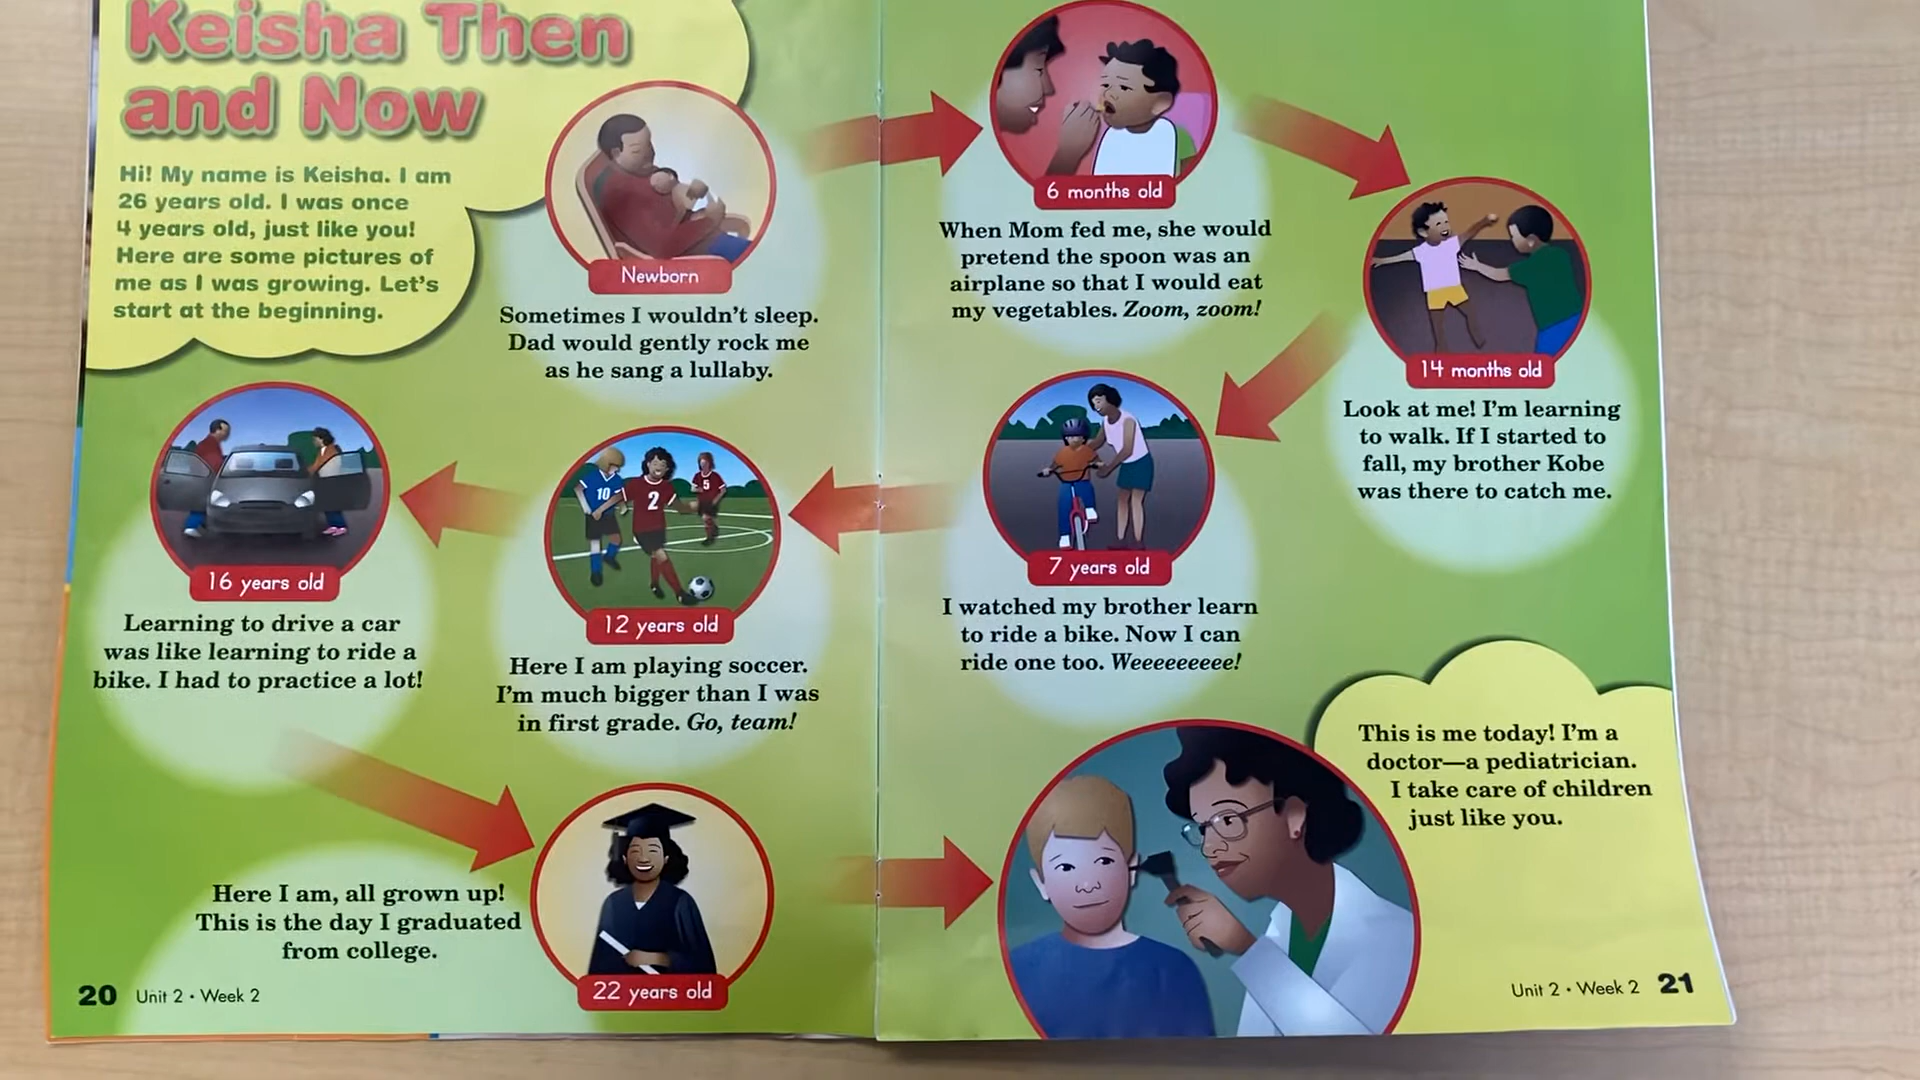 Keisha Then
and Now
Hi! My name is Keisha. I am
26 years old. I was once
4 years old, just like you!
Here are some pictures of
me as I was growing. Let's
start at the beginning.
Newborn
Sometimes I wouldn't sleep.
Dad would gently rock me
as he sang a lullaby.
6 months old
When Mom fed me, she would
pretend the spoon was an
airplane so that I would eat
my vegetables. Zoom, zoom!
14 months old
Look at me! I'm learning
to walk. If I started to
fall, my brother Kobe
was there to catch me.
7 years old
I watched my brother learn
to ride a bike. Now I can
ride one too. Weeeeeeeee!
10
2
5
12 years old
Here I am playing soccer.
I'm much bigger than I was
in first grade. Go, team!
16 years old
Learning to drive a car
was like learning to ride a
bike. I had to practice a lot!
Here I am, all grown up!
This is the day I graduated
from college.
22 years old
This is me today! I'm a
doctor—a pediatrician.
I take care of children
just like you.
20 Unit 2 • Week 2
Unit 2 • Week 2 21